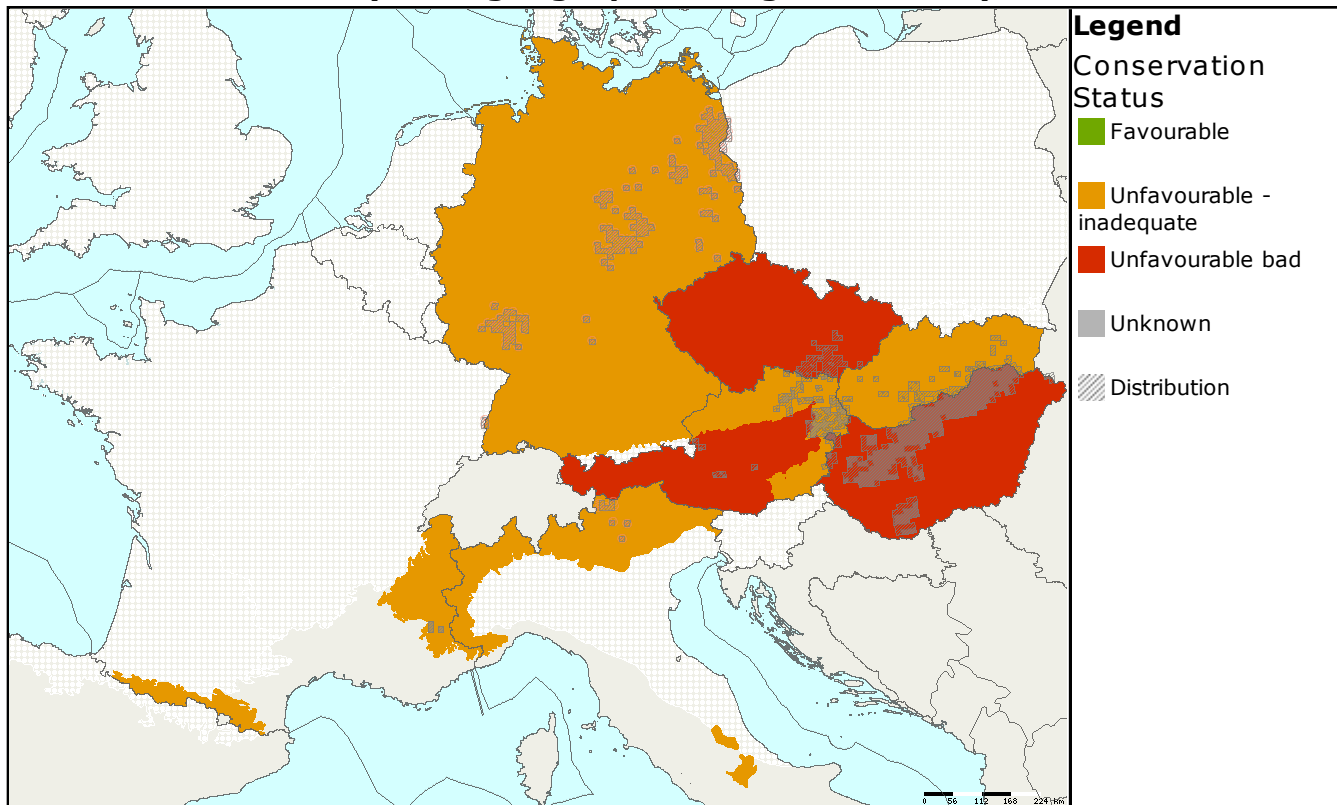 Legend
Conservation
Status
Favourable
Unfavourable -
inadequate
Unfavourable bad
Unknown
Distribution
0 56 112 168 224 km